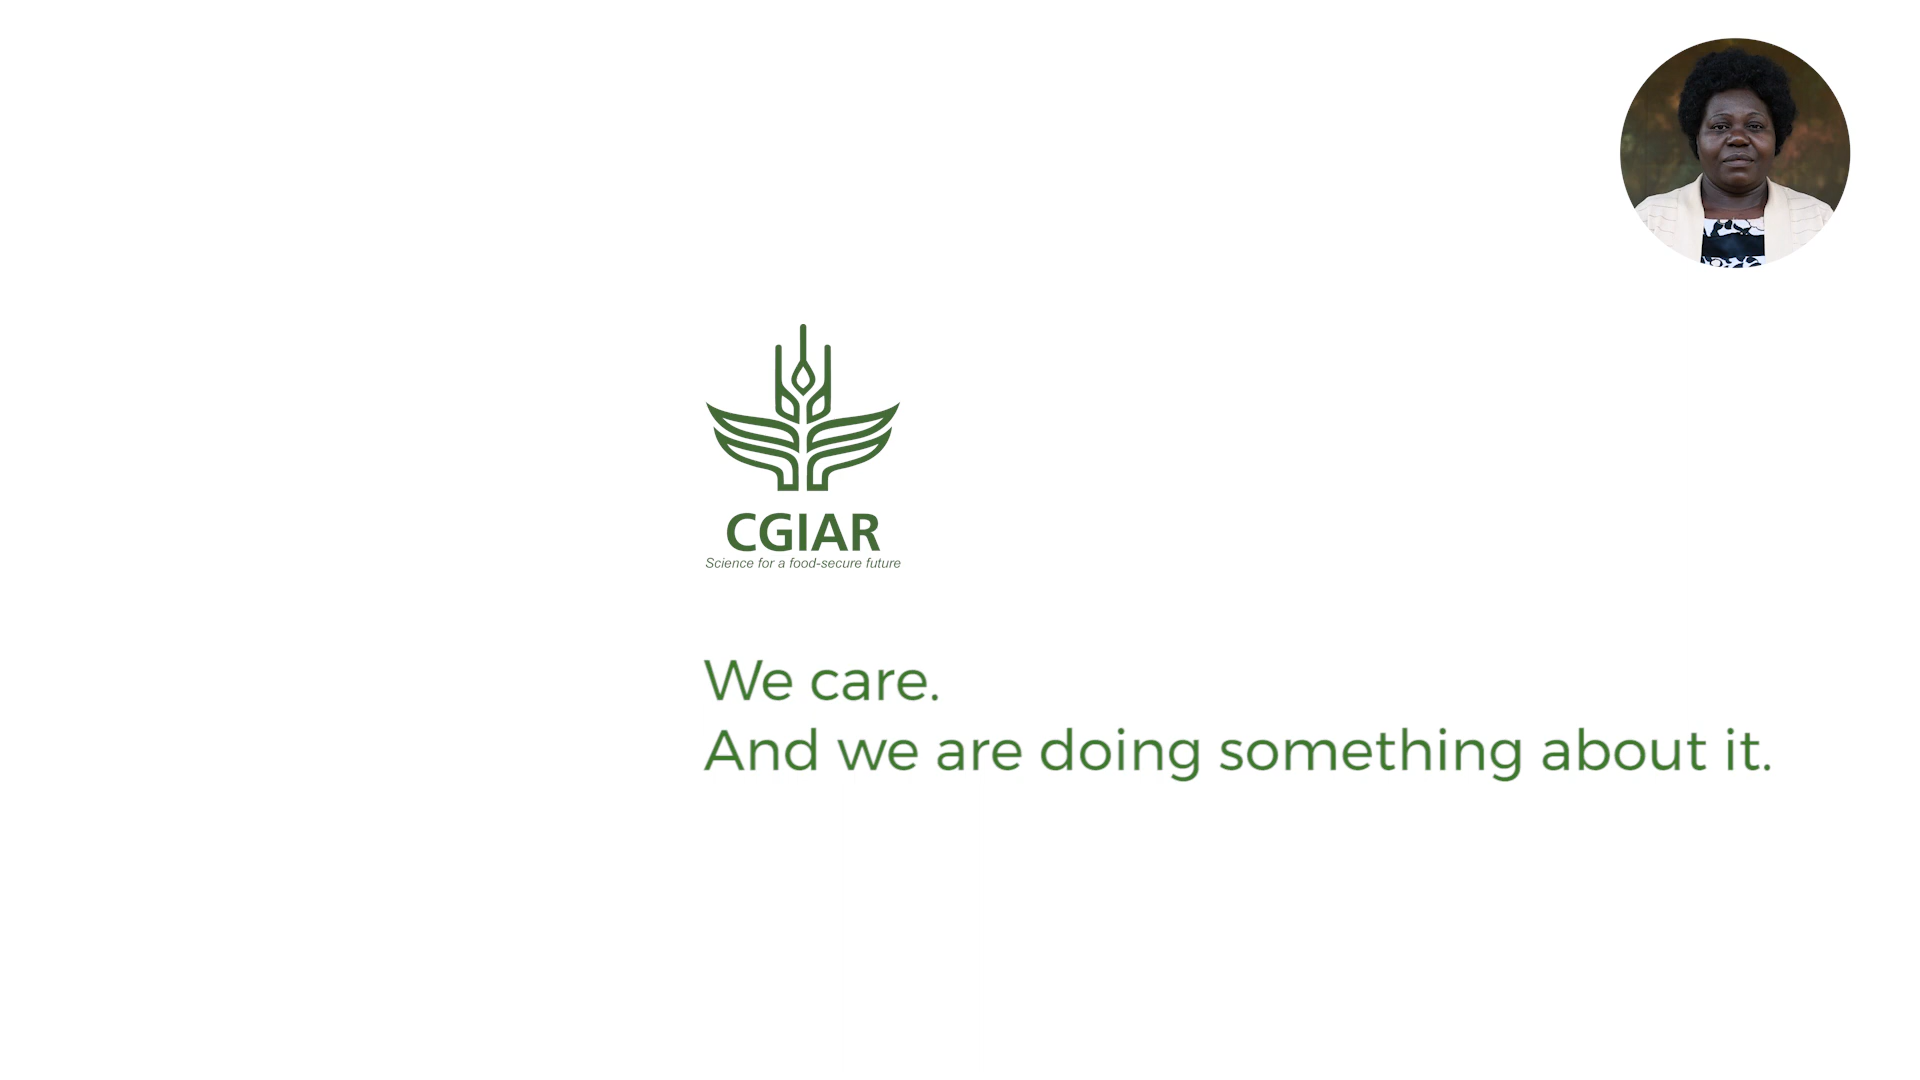 CGIAR
Science for a food-secure future
We care.
And we are doing something about it.